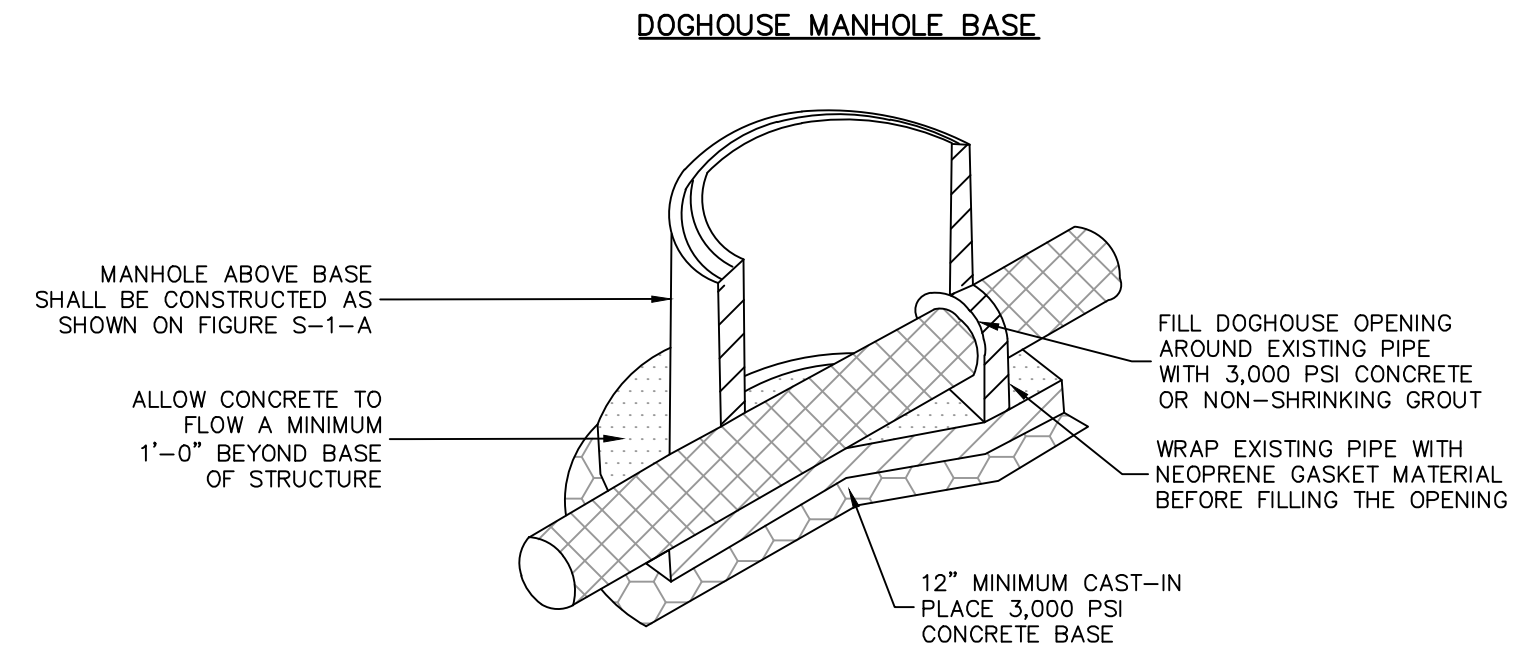 DOGHOUSE MANHOLE BASE
MANHOLE ABOVE BASE
SHALL BE CONSTRUCTED AS
SHOWN ON FIGURE S-1-A
ALLOW CONCRETE TO
FLOW A MINIMUM
1'-0" BEYOND BASE
OF STRUCTURE
FILL DOGHOUSE OPENING
AROUND EXISTING PIPE
WITH 3,000 PSI CONCRETE
OR NON-SHRINKING GROUT
WRAP EXISTING PIPE WITH
NEOPRENE GASKET MATERIAL
BEFORE FILLING THE OPENING
12" MINIMUM CAST-IN
PLACE 3,000 PSI
CONCRETE BASE